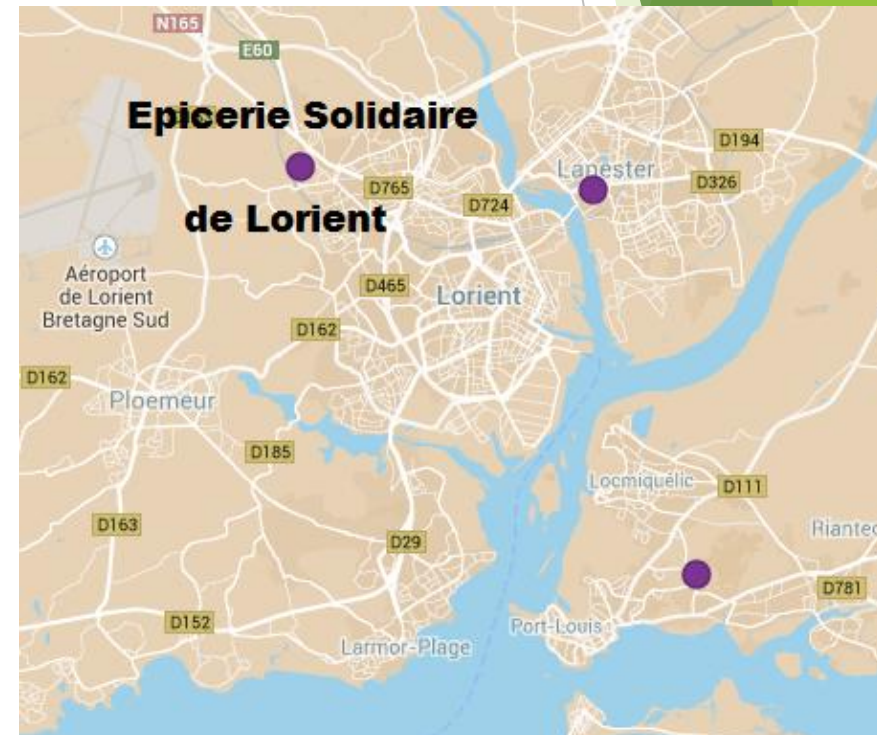 N165
E60
Epicerie Solidaire
D194
Lanester
D765
D326
D724
de Lorient
Aéroport
de Lorient
Bretagne Sud
D465
Lorient
D162
D162
Ploemeur
D185
Locmiquélic
D111
D163
Riantec
D29
D781
D152
Port-Louis
Larmor-Plage